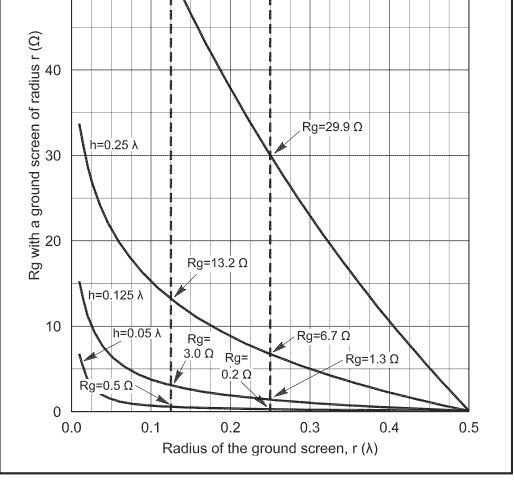 40
Rg=29.9 Ω
h=0.25 λ
30
20
Rg=13.2 Ω
h=0.125 λ
10
h=0.05 λ
Rg=
3.0 Ω
Rg=6.7 Ω
Rg=
0.2 Ω
Rg=1.3 Ω
Rg=0.5 Ω
0
0.0 0.1 0.2 0.3 0.4 0.5
Radius of the ground screen, r (λ)
Rg with a ground screen of radius r (Ω)